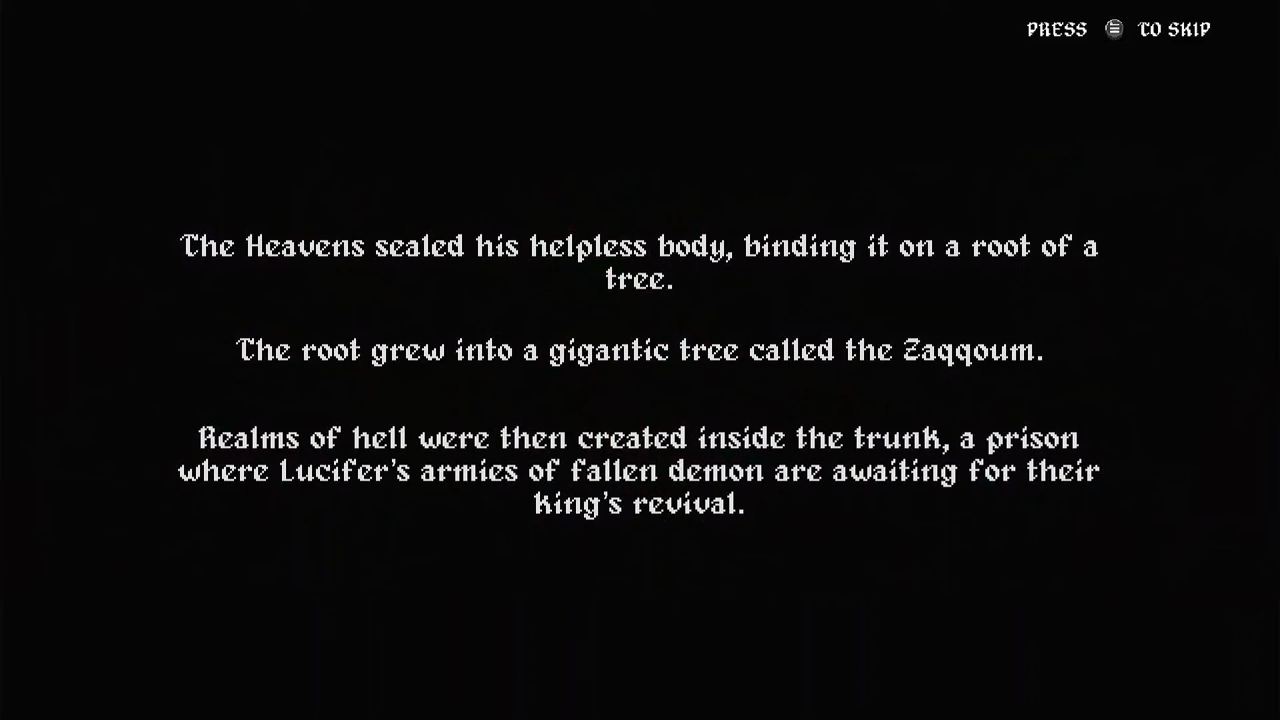 PRESS TO SKIP
The Heavens sealed his helpless body, binding it on a root of a
tree.
The root grew into a gigantic tree called the Zaqqoum.
Realms of hell were then created inside the trunk, a prison
where Lucifer's armies of fallen demon are awaiting for their
king's revival.